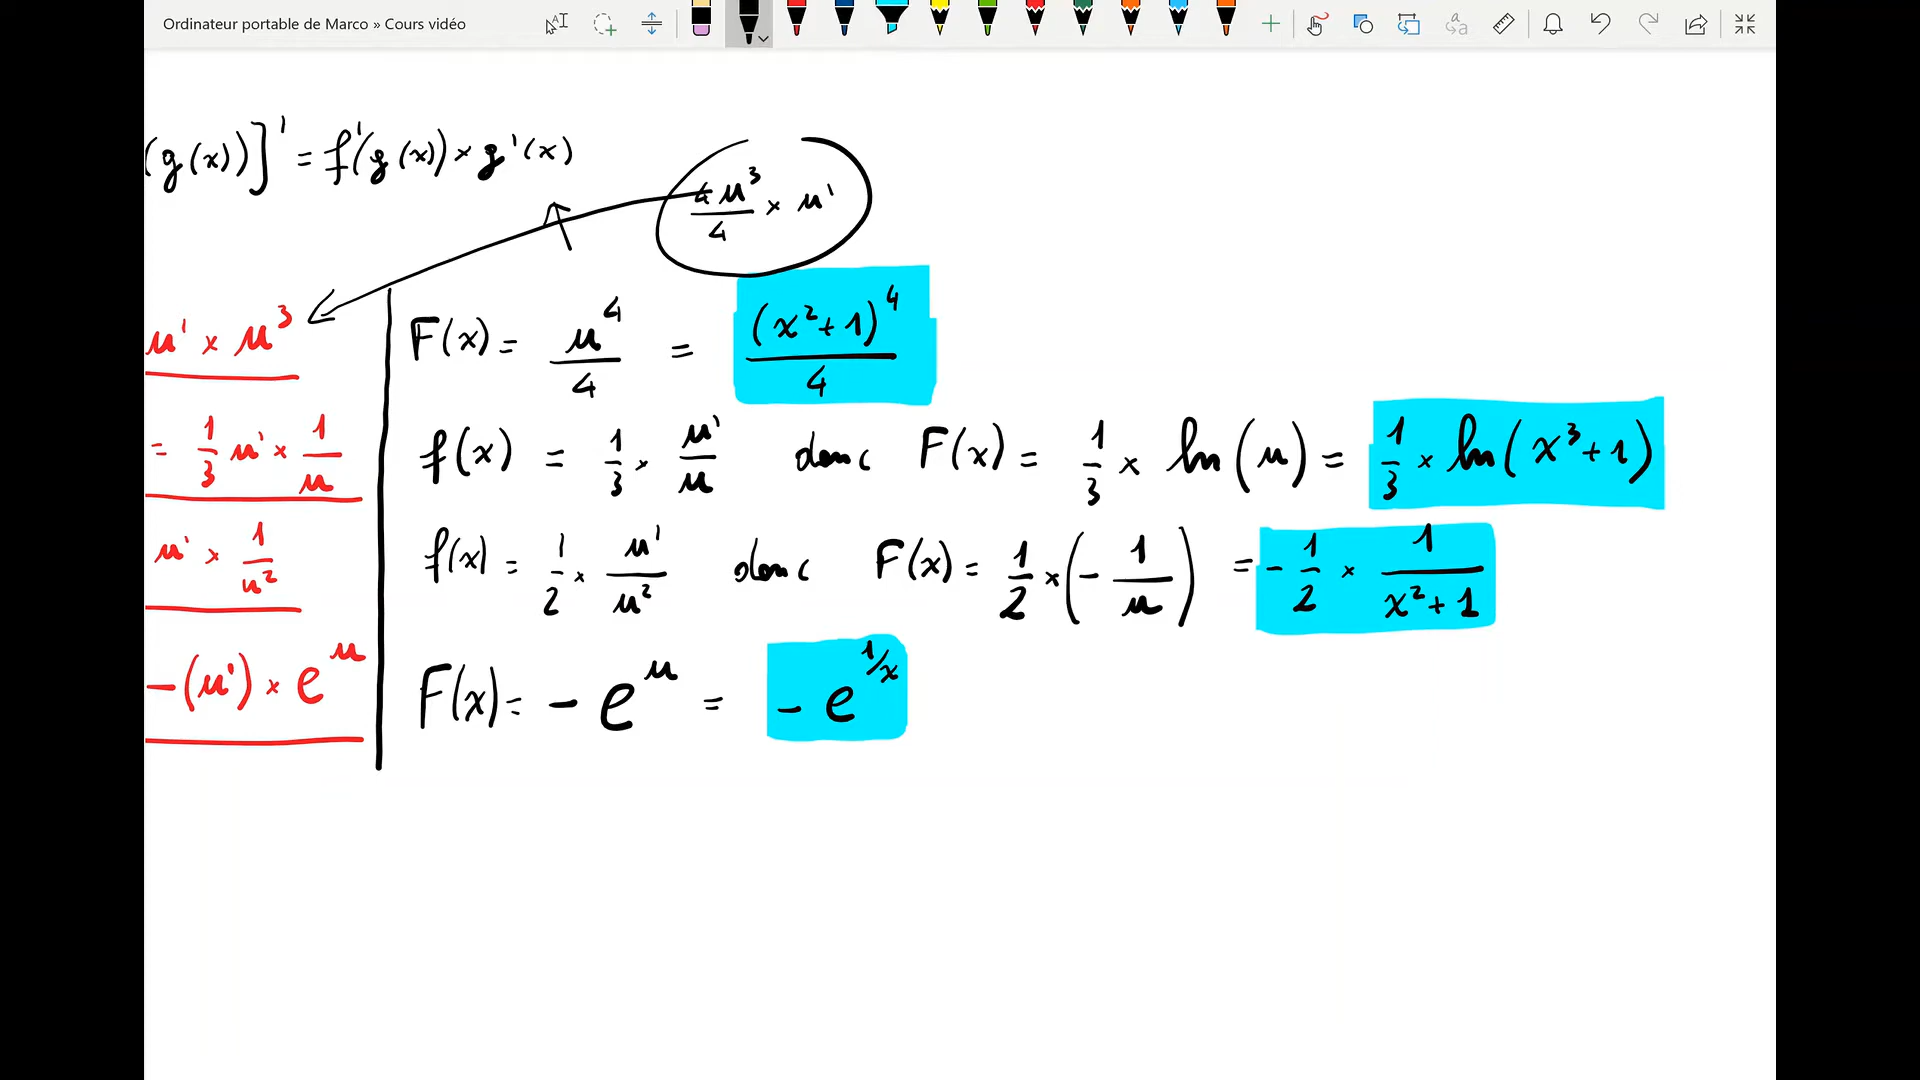 Ordinateur portable de Marco » Cours vidéo
(g(x))]' = f'(g(x)) × g'(x)
4u³/4 × u'
u' × u³
F(x) = u⁴/4 = (x²+1)⁴/4
= 1/3 u' × 1/u
f(x) = 1/3 × u'/u donc F(x) = 1/3 × ln(u) = 1/3 × ln(x³+1)
u' × 1/u²
f(x) = 1/2 × u'/u² donc F(x) = 1/2 × (- 1/u) = - 1/2 × 1/(x²+1)
-(u') × e^u
F(x) = - e^u = - e^(1/x)